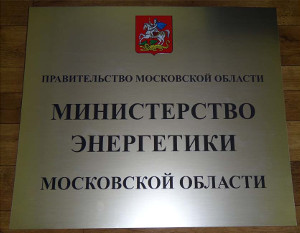 ПРАВИТЕЛЬСТВО МОСКОВСКОЙ ОБЛАСТИ
МИНИСТЕРСТВО
ЭНЕРГЕТИКИ
МОСКОВСКОЙ ОБЛАСТИ